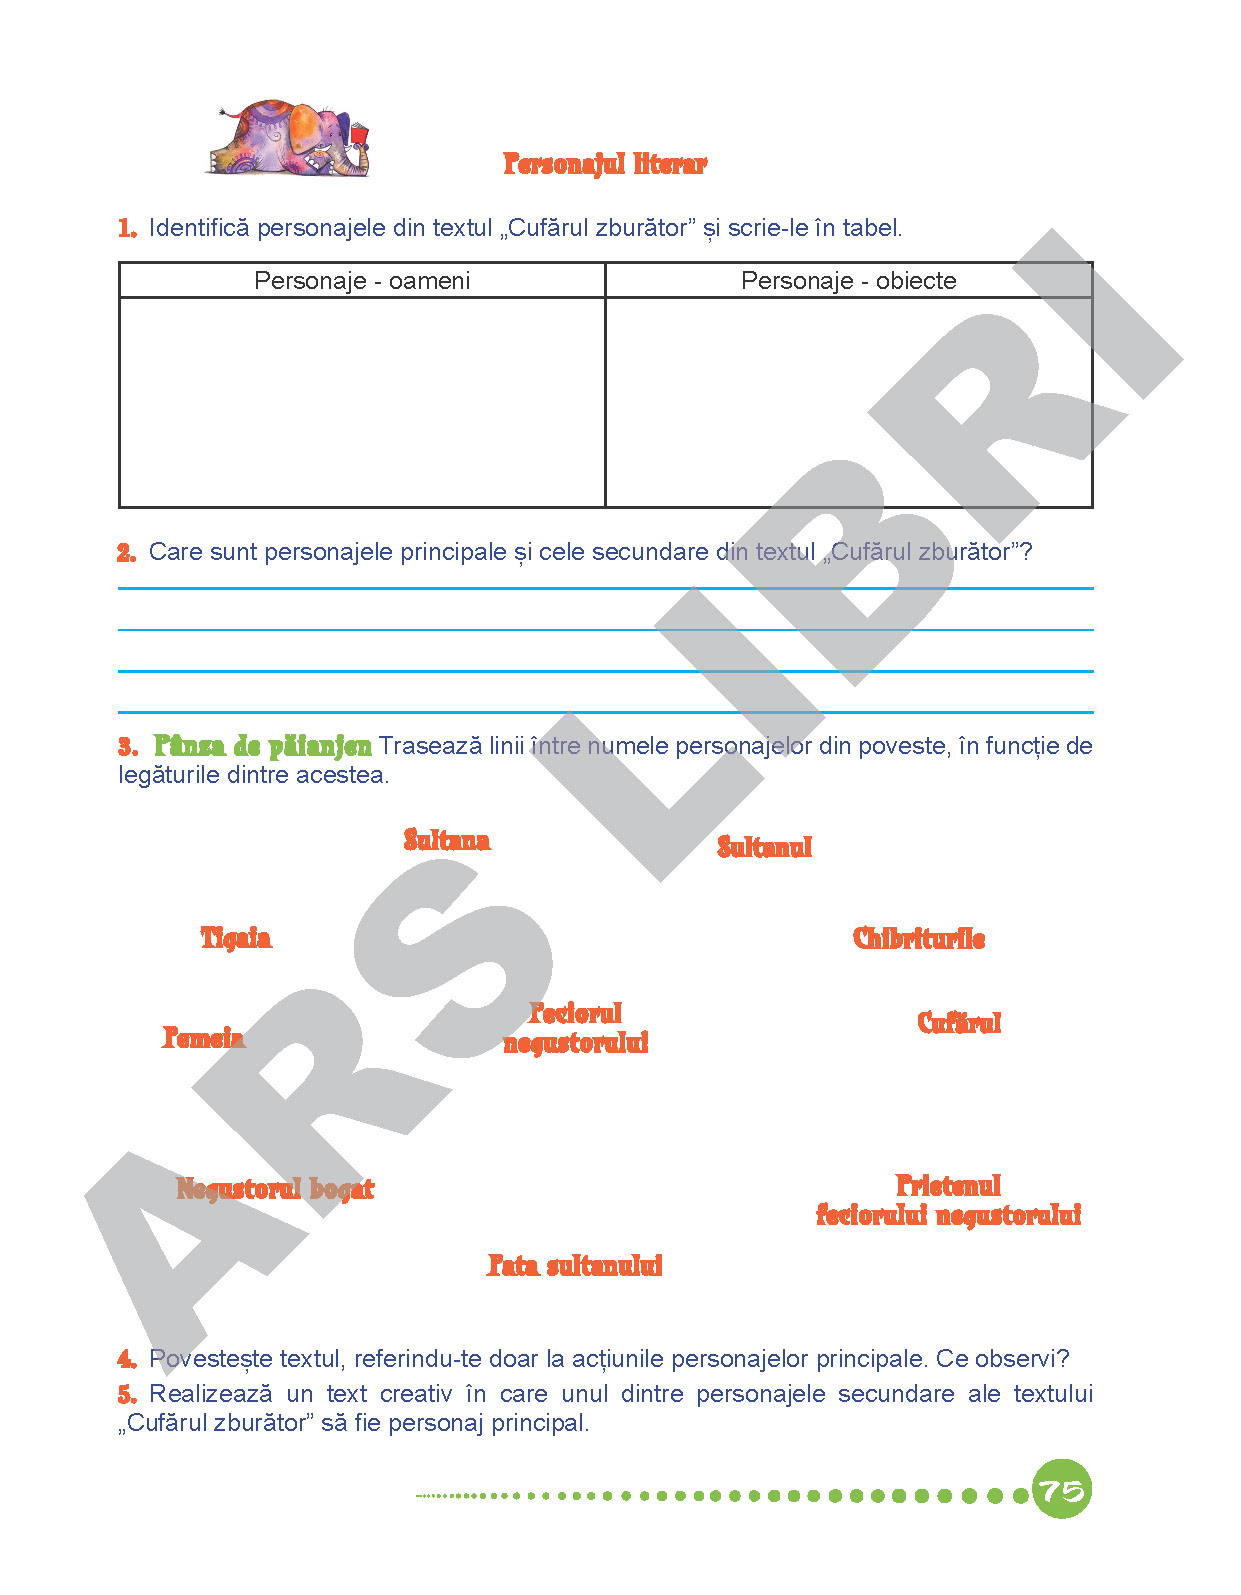 Personajul literar
1. Identifică personajele din textul „Cufărul zburător” și scrie-le în tabel.
Personaje - oameni
Personaje - obiecte
2. Care sunt personajele principale și cele secundare din textul „Cufărul zburător”?
3. Pânza de păianjen Trasează linii între numele personajelor din poveste, în funcție de
legăturile dintre acestea.
Sultana
Sultanul
Tigaia
Chibriturile
Femeia
Feciorul
negustorului
Cufărul
Negustorul bogat
Prietenul
feciorului negustorului
Fata sultanului
4. Povestește textul, referindu-te doar la acțiunile personajelor principale. Ce observi?
5. Realizează un text creativ în care unul dintre personajele secundare ale textului
„Cufărul zburător” să fie personaj principal.
75
ARS LIBRI